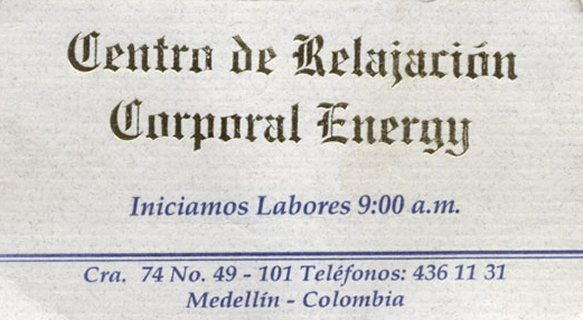 Centro de Relajación
Corporal Energy
Iniciamos Labores 9:00 a.m.
Cra. 74 No. 49 - 101 Teléfonos: 436 11 31
Medellín - Colombia